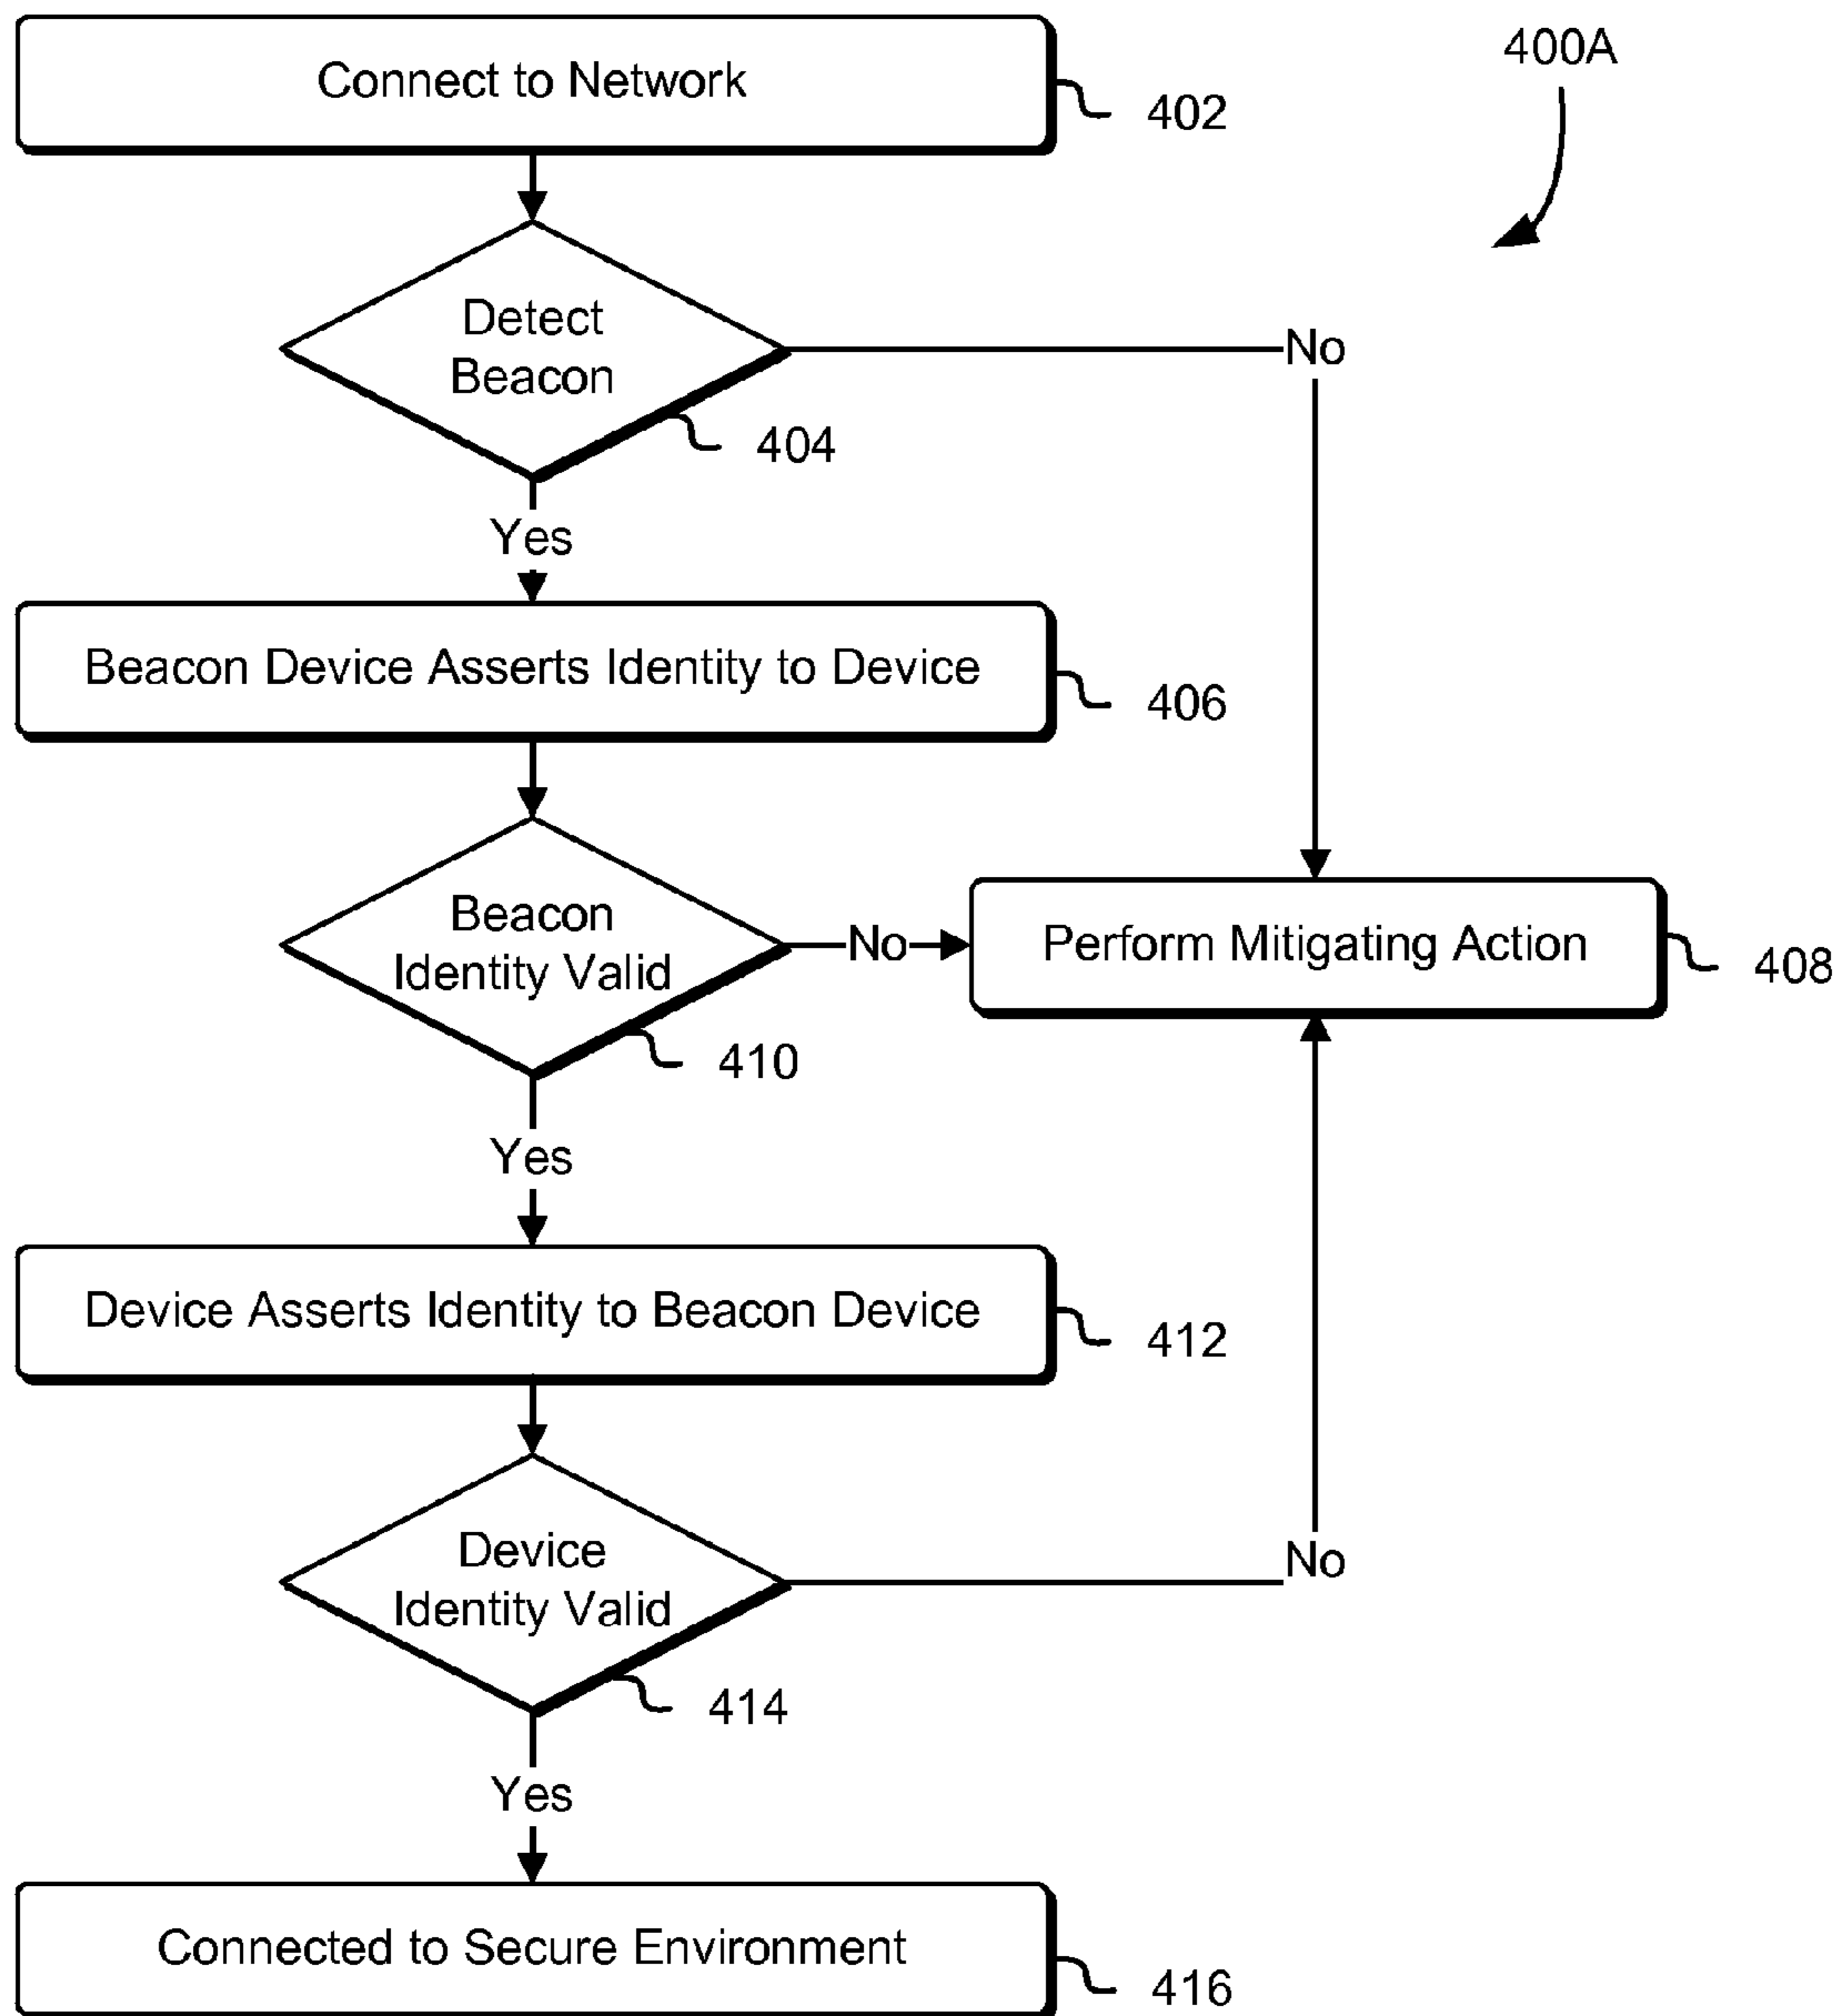 Connect to Network
400A
402
Detect
Beacon
No
404
Yes
Beacon Device Asserts Identity to Device
406
Beacon
Identity Valid
No
Perform Mitigating Action
408
410
Yes
Device Asserts Identity to Beacon Device
412
Device
Identity Valid
No
414
Yes
Connected to Secure Environment
416